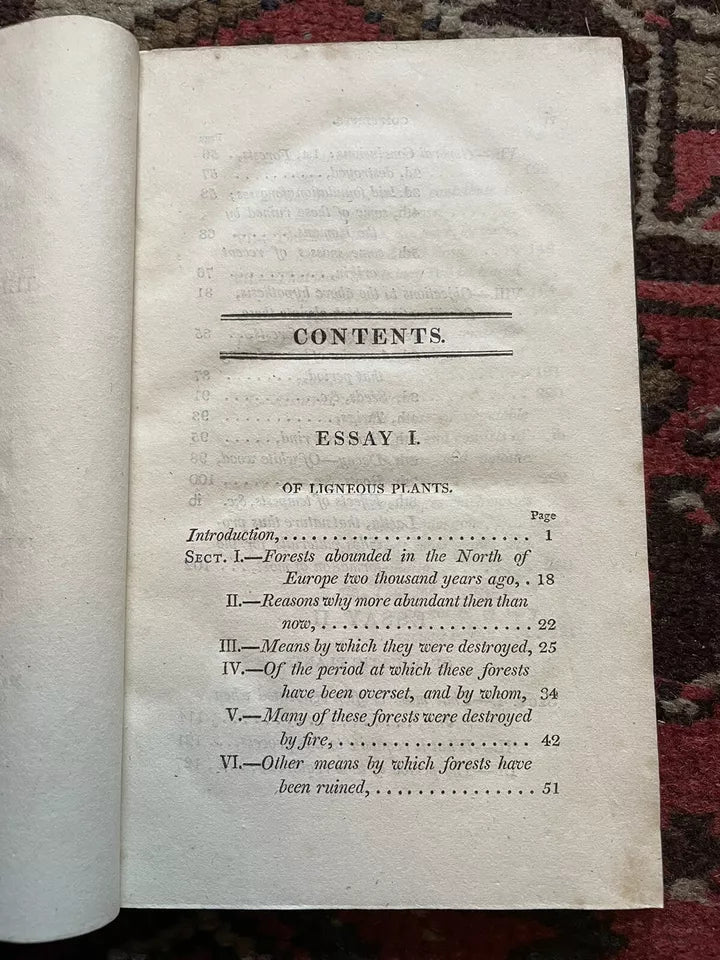 CONTENTS.
ESSAY I.
OF LIGNEOUS PLANTS.
Page
Introduction,........................ 1
SECT. I.—Forests abounded in the North of
Europe two thousand years ago,. 18
II.—Reasons why more abundant then than
now,..................... 22
III.—Means by which they were destroyed, 25
IV.—Of the period at which these forests
have been overset, and by whom, 34
V.—Many of these forests were destroyed
by fire,.................... 42
VI.—Other means by which forests have
been ruined,................ 51